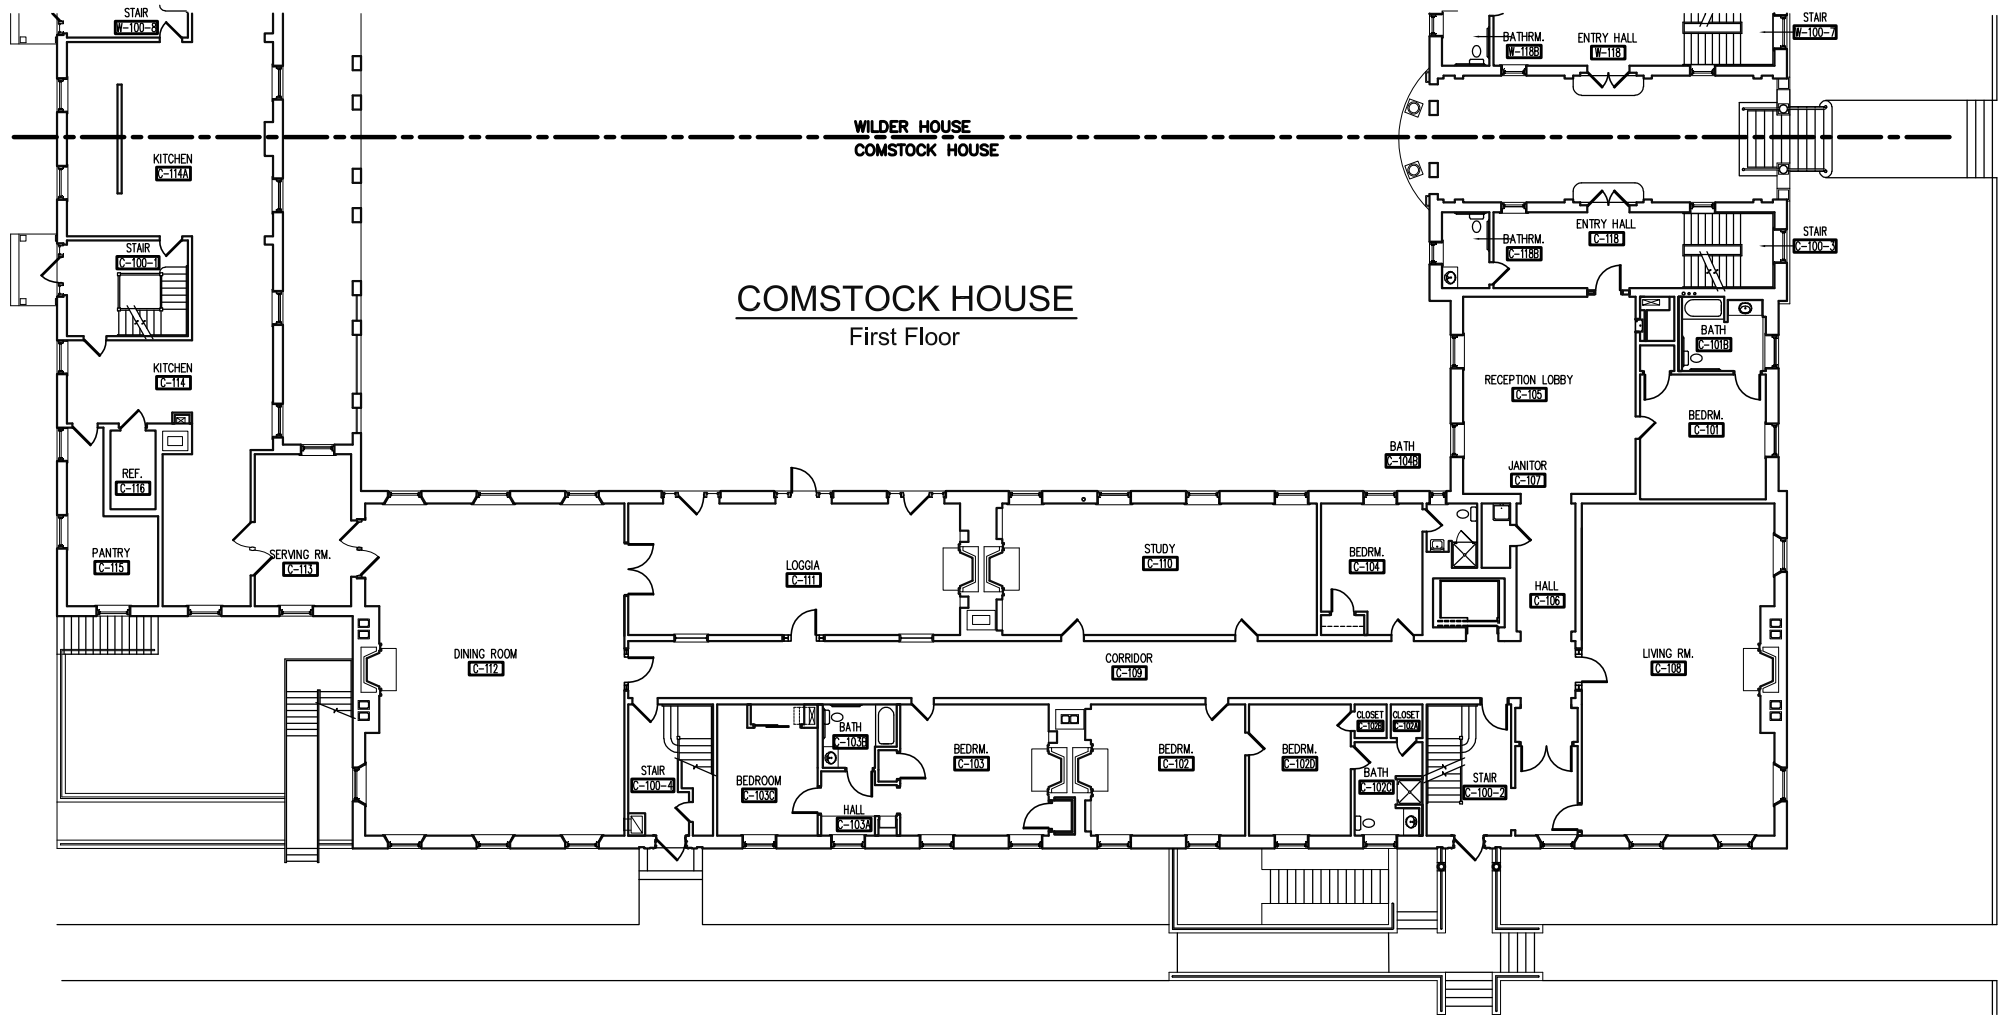 STAIR
W-100-8
BATHRM.
W-118B
ENTRY HALL
W-118
STAIR
W-100-7
WILDER HOUSE
COMSTOCK HOUSE
KITCHEN
C-114A
STAIR
C-100-1
BATHRM.
C-118B
ENTRY HALL
C-118
STAIR
C-100-3
COMSTOCK HOUSE
First Floor
KITCHEN
C-114
BATH
C-101B
RECEPTION LOBBY
C-105
BEDRM.
C-101
BATH
C-104B
JANITOR
C-107
REF.
C-116
PANTRY
C-115
SERVING RM.
C-113
LOGGIA
C-111
STUDY
C-110
BEDRM.
C-104
HALL
C-106
DINING ROOM
C-112
CORRIDOR
C-109
LIVING RM.
C-108
STAIR
C-100-4
BEDROOM
C-103C
BATH
C-103B
HALL
C-103A
BEDRM.
C-103
BEDRM.
C-102
BEDRM.
C-102D
CLOSET
C-102B
CLOSET
C-102A
BATH
C-102C
STAIR
C-100-2